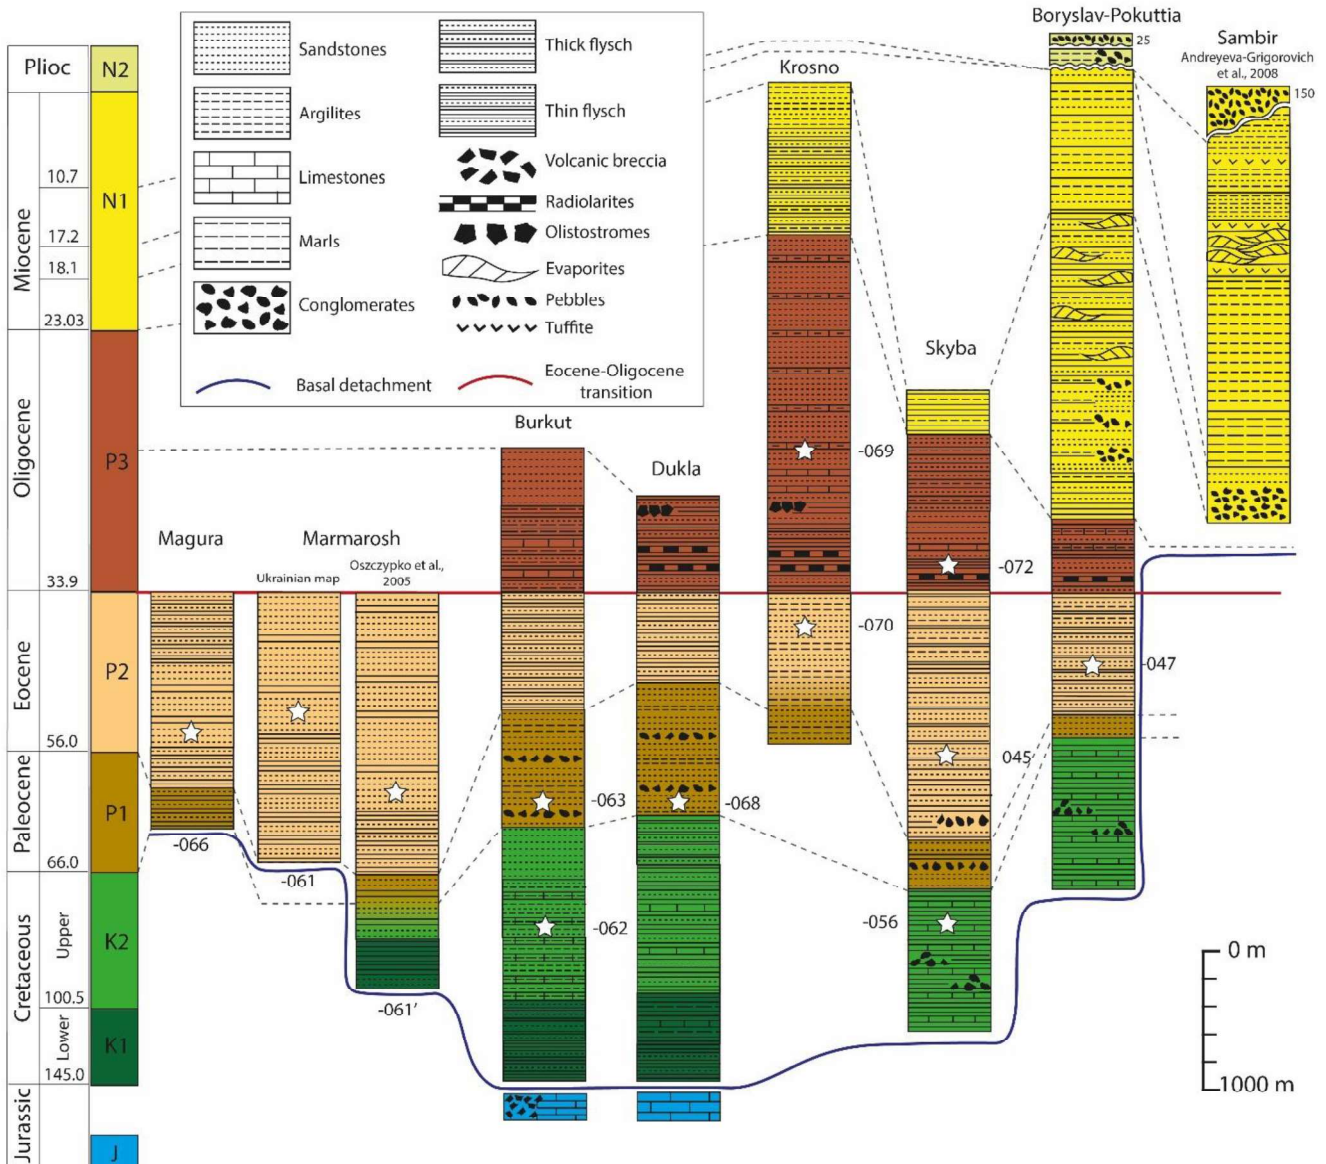 Plioc
N2
Miocene
10.7
17.2
18.1
23.03
N1
Oligocene
33.9
P3
Eocene
56.0
P2
Paleocene
66.0
P1
Cretaceous
Upper
100.5
K2
Lower
145.0
K1
Jurassic
J
Sandstones
Argilites
Limestones
Marls
Conglomerates
Basal detachment
Thick flysch
Thin flysch
Volcanic breccia
Radiolarites
Olistostromes
Evaporites
Pebbles
Tuffite
Eocene-Oligocene
transition
Magura
-066
Marmarosh
Ukrainian map
-061
Oszczypko et al.,
2005
-061'
Burkut
-063
-062
Dukla
-068
Krosno
-069
-070
Skyba
-072
045
-056
Boryslav-Pokuttia
25
-047
Sambir
Andreyeva-Grigorovich
et al., 2008
150
0 m
1000 m